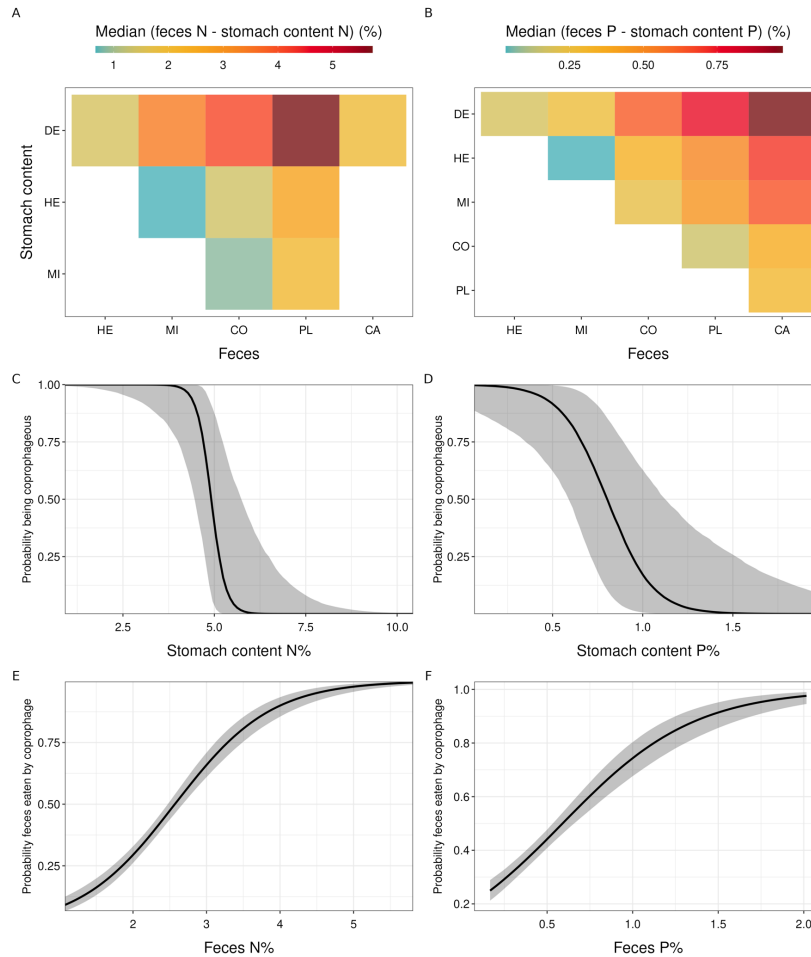 A
Median (feces N - stomach content N) (%)
1 2 3 4 5
Stomach content
DE
HE
MI
HE MI CO PL CA
Feces
B
Median (feces P - stomach content P) (%)
0.25 0.50 0.75
DE
HE
MI
CO
PL
HE MI CO PL CA
Feces
C
Probability being coprophageous
1.00
0.75
0.50
0.25
2.5 5.0 7.5 10.0
Stomach content N%
D
Probability being coprophageous
0.75
0.50
0.25
0.5 1.0 1.5
Stomach content P%
E
Probability feces eaten by coprophage
0.75
0.50
0.25
2 3 4 5
Feces N%
F
Probability feces eaten by coprophage
1.0
0.8
0.6
0.4
0.2
0.5 1.0 1.5 2.0
Feces P%